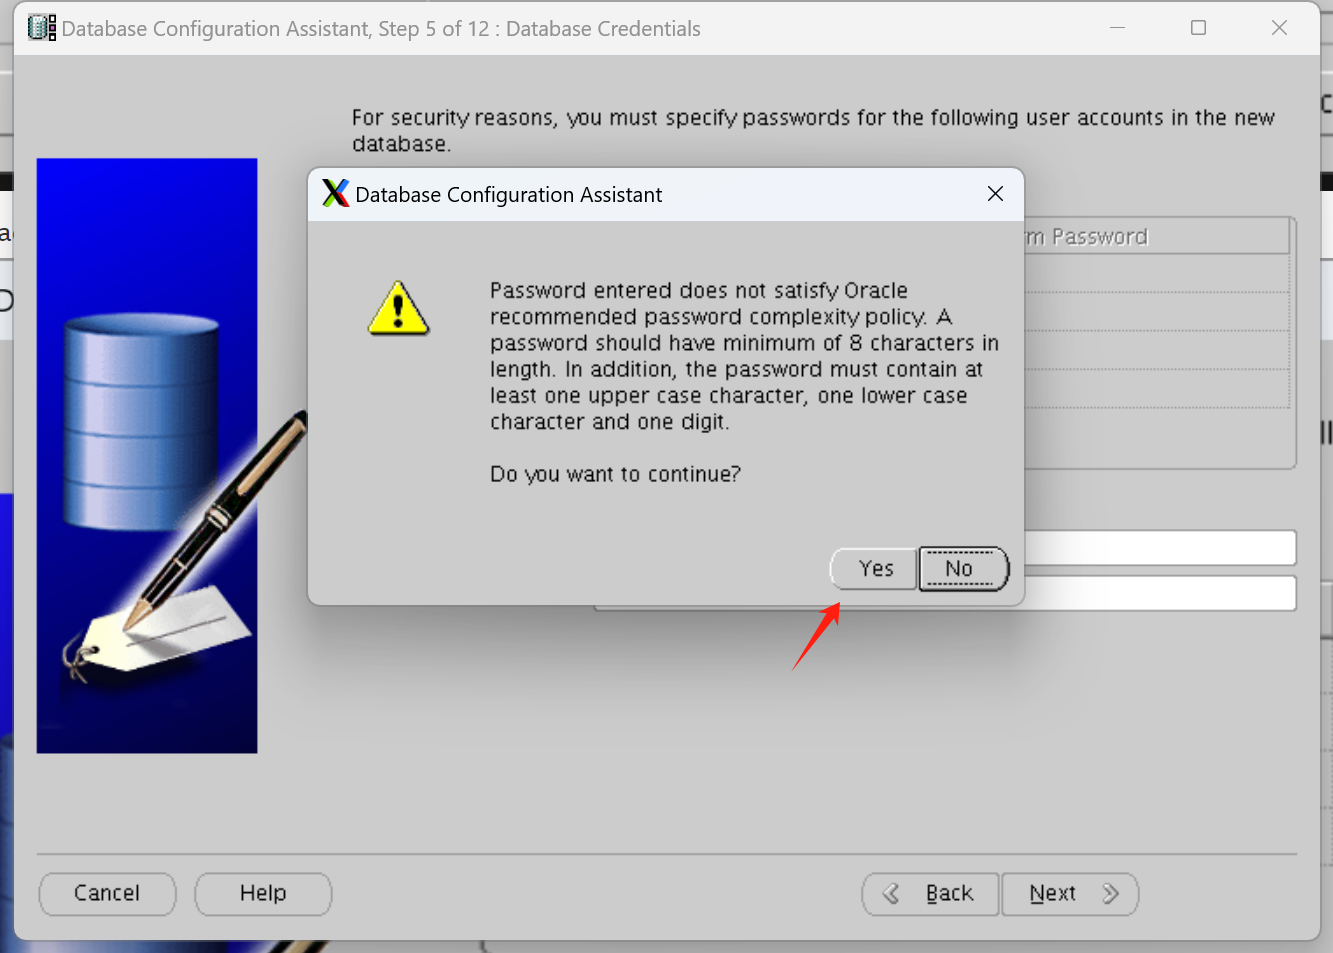 Database Configuration Assistant, Step 5 of 12 : Database Credentials
For security reasons, you must specify passwords for the following user accounts in the new
database.
Database Configuration Assistant
Password
Password entered does not satisfy Oracle
recommended password complexity policy. A
password should have minimum of 8 characters in
length. In addition, the password must contain at
least one upper case character, one lower case
character and one digit.
Do you want to continue?
Yes
No
Cancel
Help
Back
Next